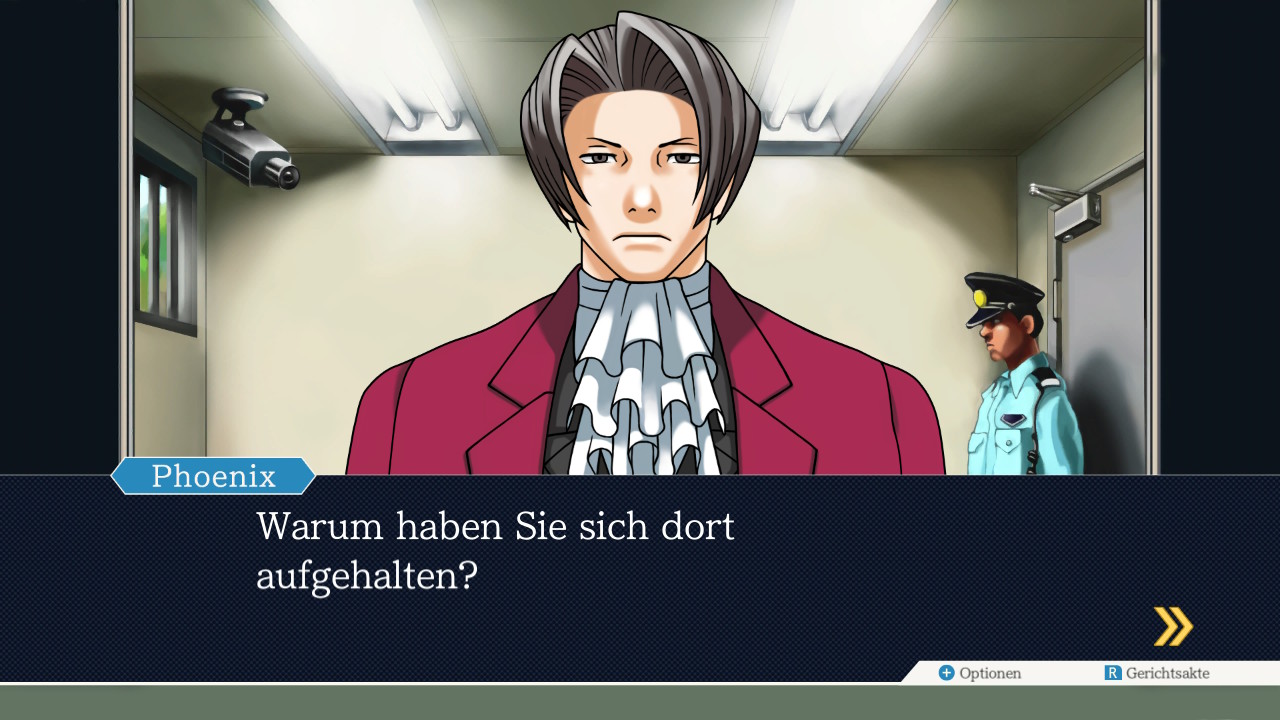 Phoenix
Warum haben Sie sich dort
aufgehalten?
+ Optionen
R Gerichtsakte